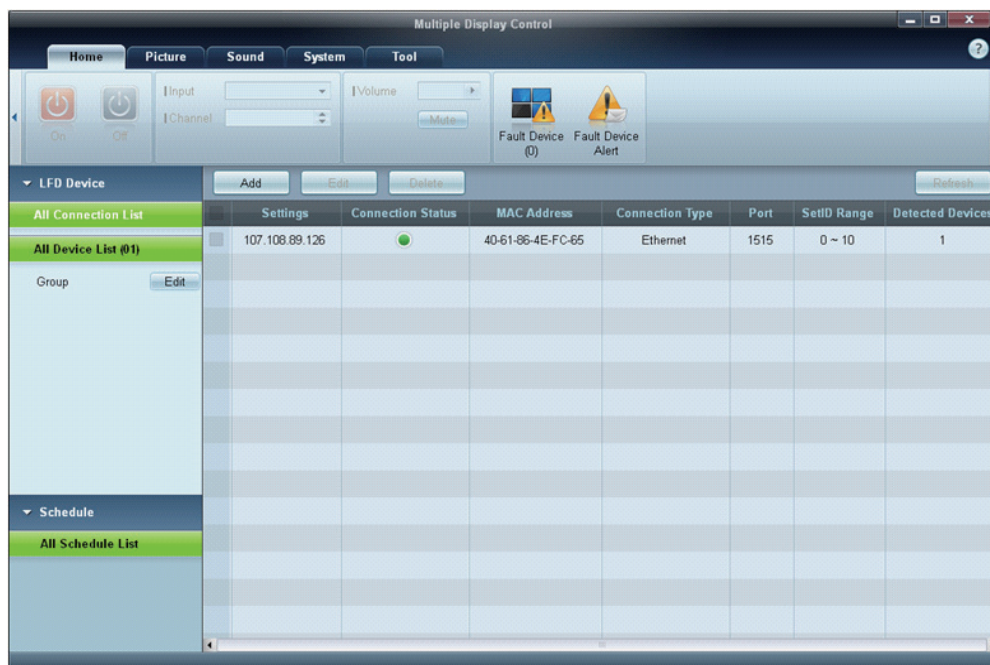 Multiple Display Control
Home Picture Sound System Tool
?
Input
Volume
Channel
Mute
On Off
Fault Device (0)
Fault Device Alert
LFD Device
Add Edit Delete Refresh
All Connection List
Settings Connection Status MAC Address Connection Type Port SetID Range Detected Devices
107.108.89.126 40-61-86-4E-FC-65 Ethernet 1515 0 ~ 10 1
All Device List (01)
Group Edit
Schedule
All Schedule List